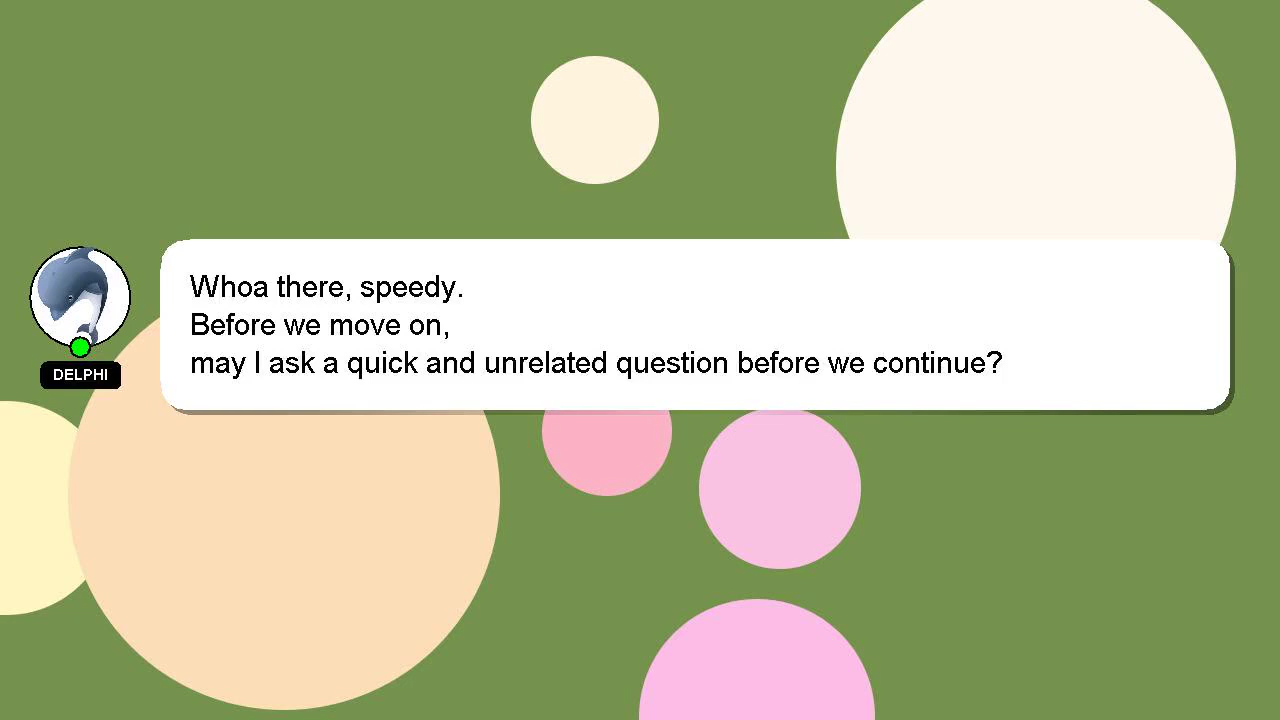 Whoa there, speedy.
Before we move on,
may I ask a quick and unrelated question before we continue?
DELPHI